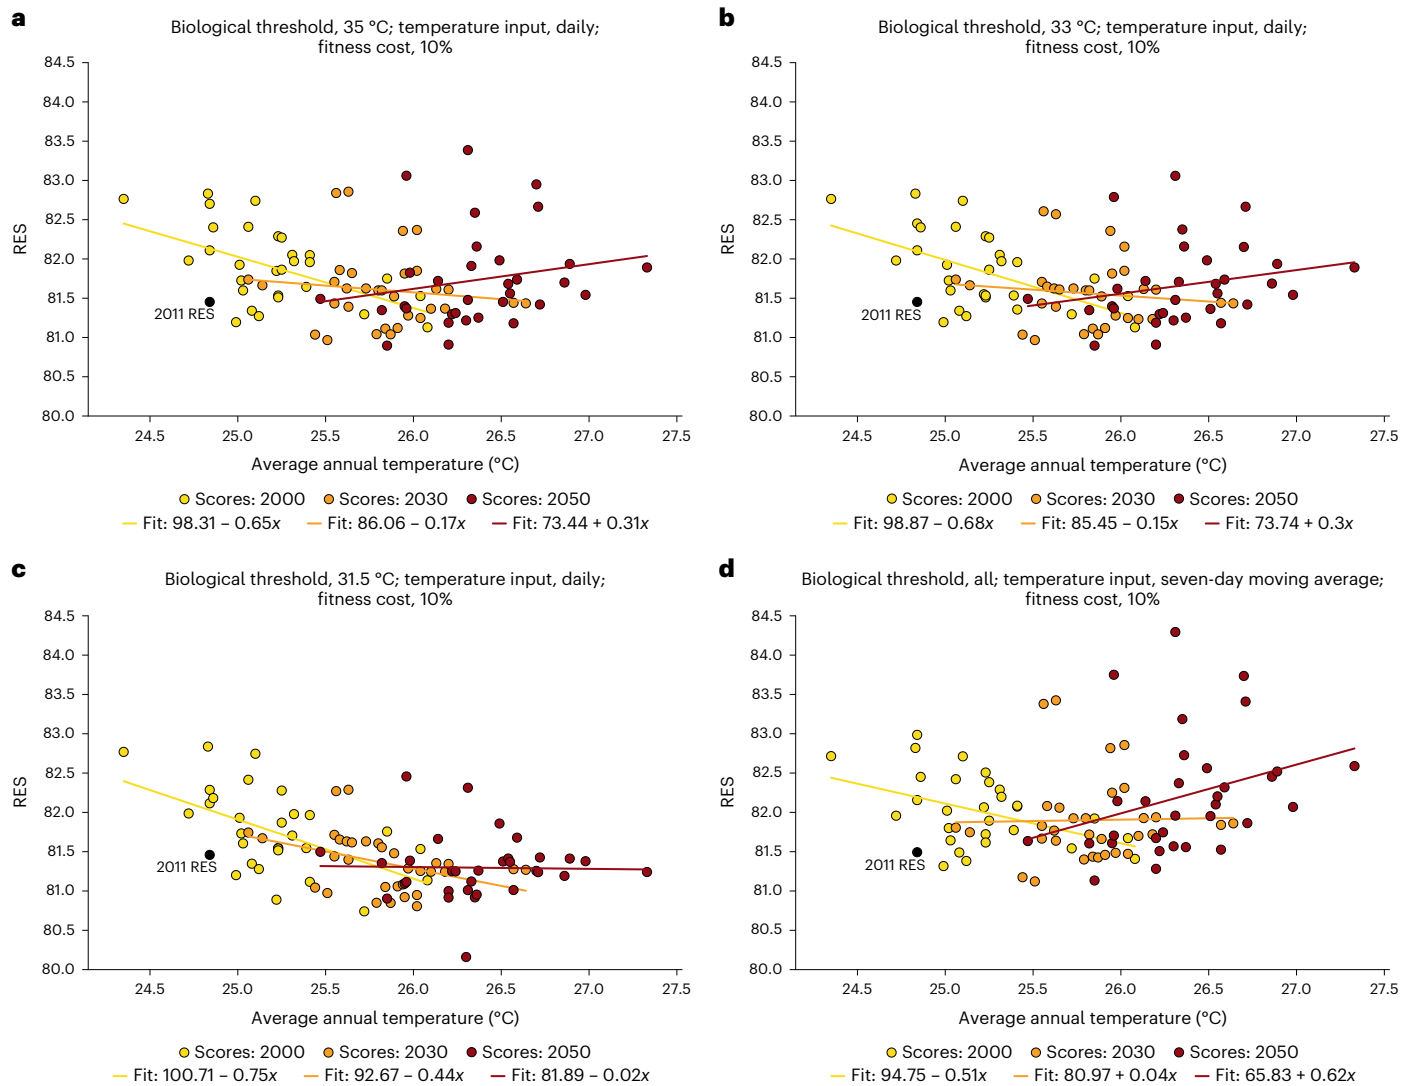 a
Biological threshold, 35 °C; temperature input, daily;
fitness cost, 10%
84.5
84.0
83.5
83.0
82.5
82.0
81.5
81.0
80.5
80.0
RES
2011 RES
24.5 25.0 25.5 26.0 26.5 27.0 27.5
Average annual temperature (°C)
Scores: 2000 Scores: 2030 Scores: 2050
Fit: 98.31 – 0.65x Fit: 86.06 – 0.17x Fit: 73.44 + 0.31x
b
Biological threshold, 33 °C; temperature input, daily;
fitness cost, 10%
84.5
84.0
83.5
83.0
82.5
82.0
81.5
81.0
80.5
80.0
RES
2011 RES
24.5 25.0 25.5 26.0 26.5 27.0 27.5
Average annual temperature (°C)
Scores: 2000 Scores: 2030 Scores: 2050
Fit: 98.87 – 0.68x Fit: 85.45 – 0.15x Fit: 73.74 + 0.3x
c
Biological threshold, 31.5 °C; temperature input, daily;
fitness cost, 10%
84.5
84.0
83.5
83.0
82.5
82.0
81.5
81.0
80.5
80.0
RES
2011 RES
24.5 25.0 25.5 26.0 26.5 27.0 27.5
Average annual temperature (°C)
Scores: 2000 Scores: 2030 Scores: 2050
Fit: 100.71 – 0.75x Fit: 92.67 – 0.44x Fit: 81.89 – 0.02x
d
Biological threshold, all; temperature input, seven-day moving average;
fitness cost, 10%
84.5
84.0
83.5
83.0
82.5
82.0
81.5
81.0
80.5
80.0
RES
2011 RES
24.5 25.0 25.5 26.0 26.5 27.0 27.5
Average annual temperature (°C)
Scores: 2000 Scores: 2030 Scores: 2050
Fit: 94.75 – 0.51x Fit: 80.97 + 0.04x Fit: 65.83 + 0.62x